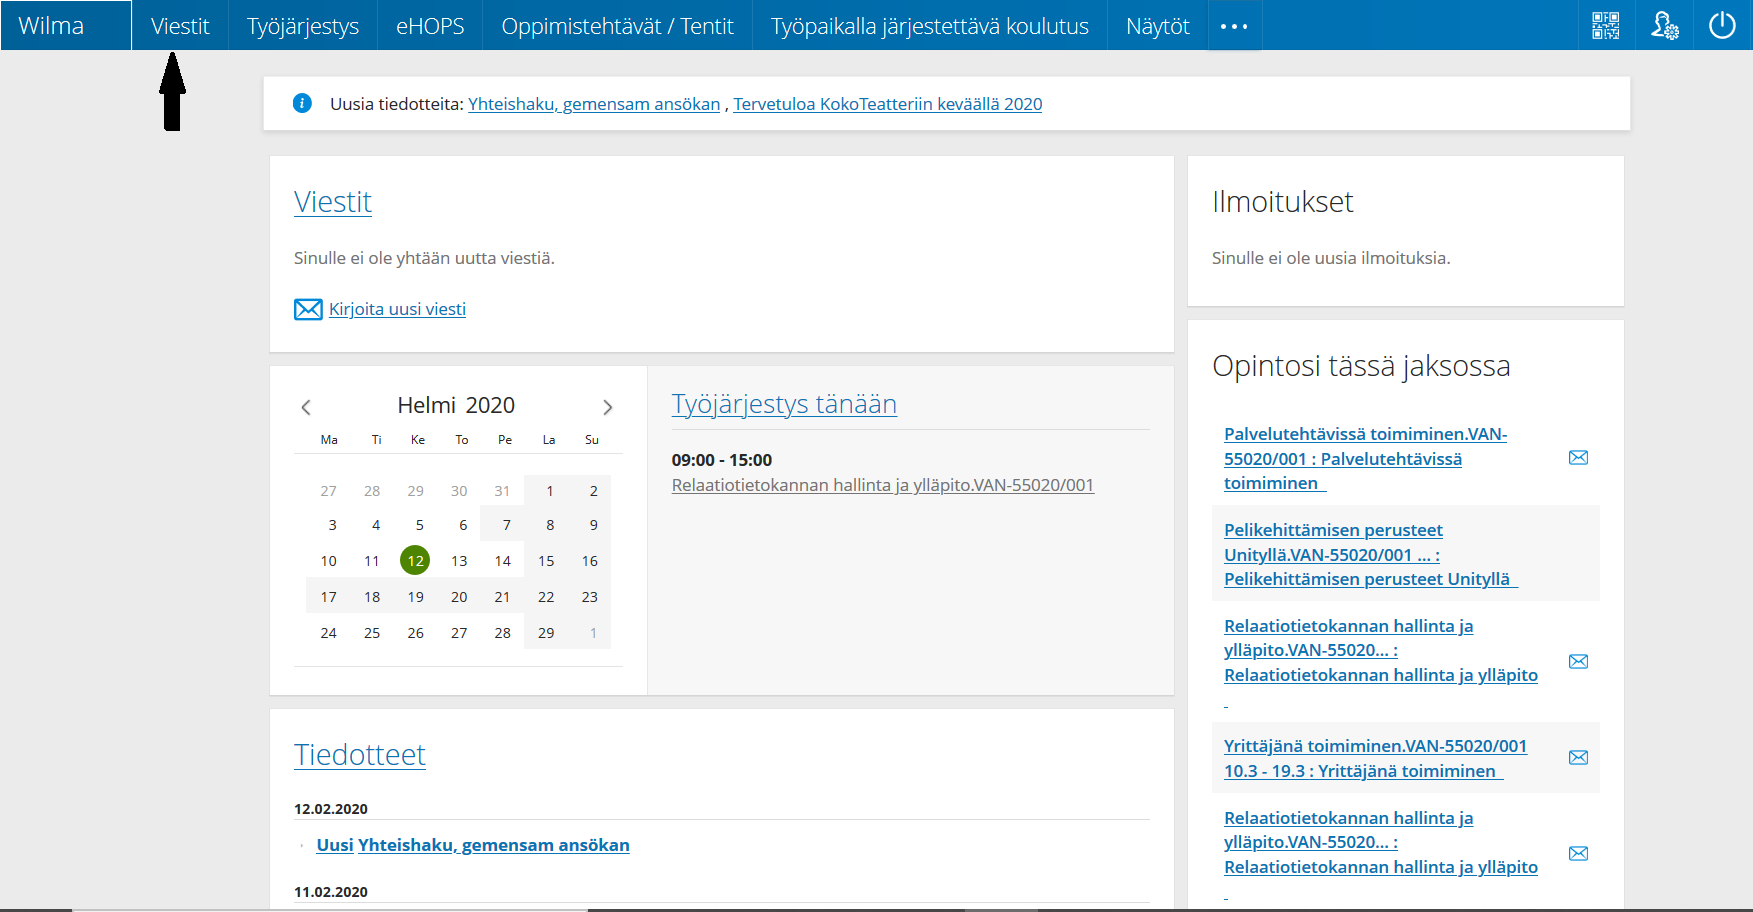 Wilma Viestit Työjärjestys eHOPS Oppimistehtävät / Tentit Työpaikalla järjestettävä koulutus Näytöt ...
Uusia tiedotteita: Yhteishaku, gemensam ansökan , Tervetuloa KokoTeatteriin keväällä 2020
Viestit
Sinulle ei ole yhtään uutta viestiä.
Kirjoita uusi viesti
Helmi 2020
Ma Ti Ke To Pe La Su
27 28 29 30 31 1 2
3 4 5 6 7 8 9
10 11 12 13 14 15 16
17 18 19 20 21 22 23
24 25 26 27 28 29 1
Työjärjestys tänään
09:00 - 15:00
Relaatiotietokannan hallinta ja ylläpito.VAN-55020/001
Tiedotteet
12.02.2020
Uusi Yhteishaku, gemensam ansökan
11.02.2020
Ilmoitukset
Sinulle ei ole uusia ilmoituksia.
Opintosi tässä jaksossa
Palvelutehtävissä toimiminen.VAN-
55020/001 : Palvelutehtävissä
toimiminen
Pelikehittämisen perusteet
Unityllä.VAN-55020/001 ... :
Pelikehittämisen perusteet Unityllä
Relaatiotietokannan hallinta ja
ylläpito.VAN-55020... :
Relaatiotietokannan hallinta ja ylläpito
Yrittäjänä toimiminen.VAN-55020/001
10.3 - 19.3 : Yrittäjänä toimiminen
Relaatiotietokannan hallinta ja
ylläpito.VAN-55020... :
Relaatiotietokannan hallinta ja ylläpito